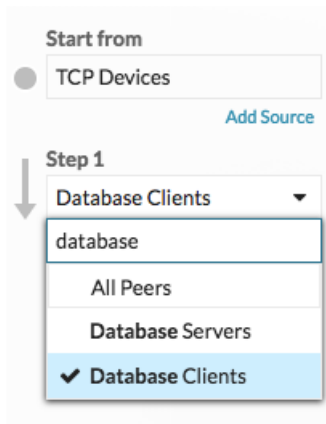 Start from
TCP Devices
Add Source
Step 1
Database Clients
database
All Peers
Database Servers
Database Clients